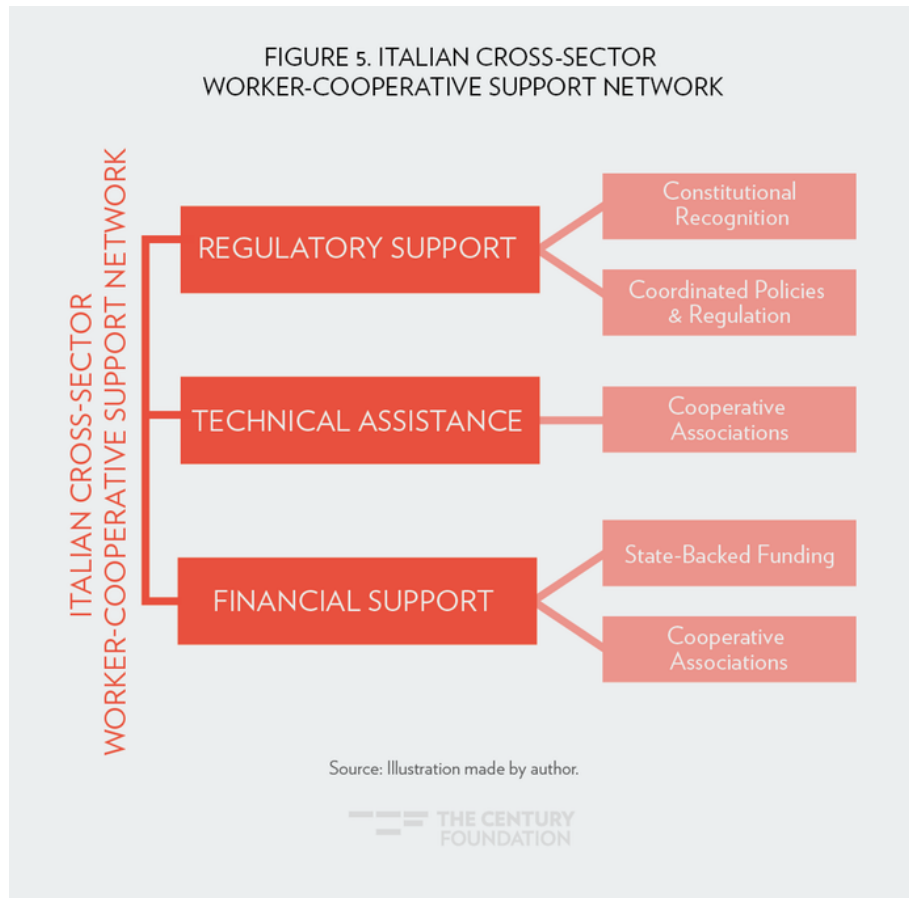 FIGURE 5. ITALIAN CROSS-SECTOR
WORKER-COOPERATIVE SUPPORT NETWORK
ITALIAN CROSS-SECTOR
WORKER-COOPERATIVE SUPPORT NETWORK
REGULATORY SUPPORT
Constitutional
Recognition
Coordinated Policies
& Regulation
TECHNICAL ASSISTANCE
Cooperative
Associations
FINANCIAL SUPPORT
State-Backed Funding
Cooperative
Associations
Source: Illustration made by author.
THE CENTURY
FOUNDATION